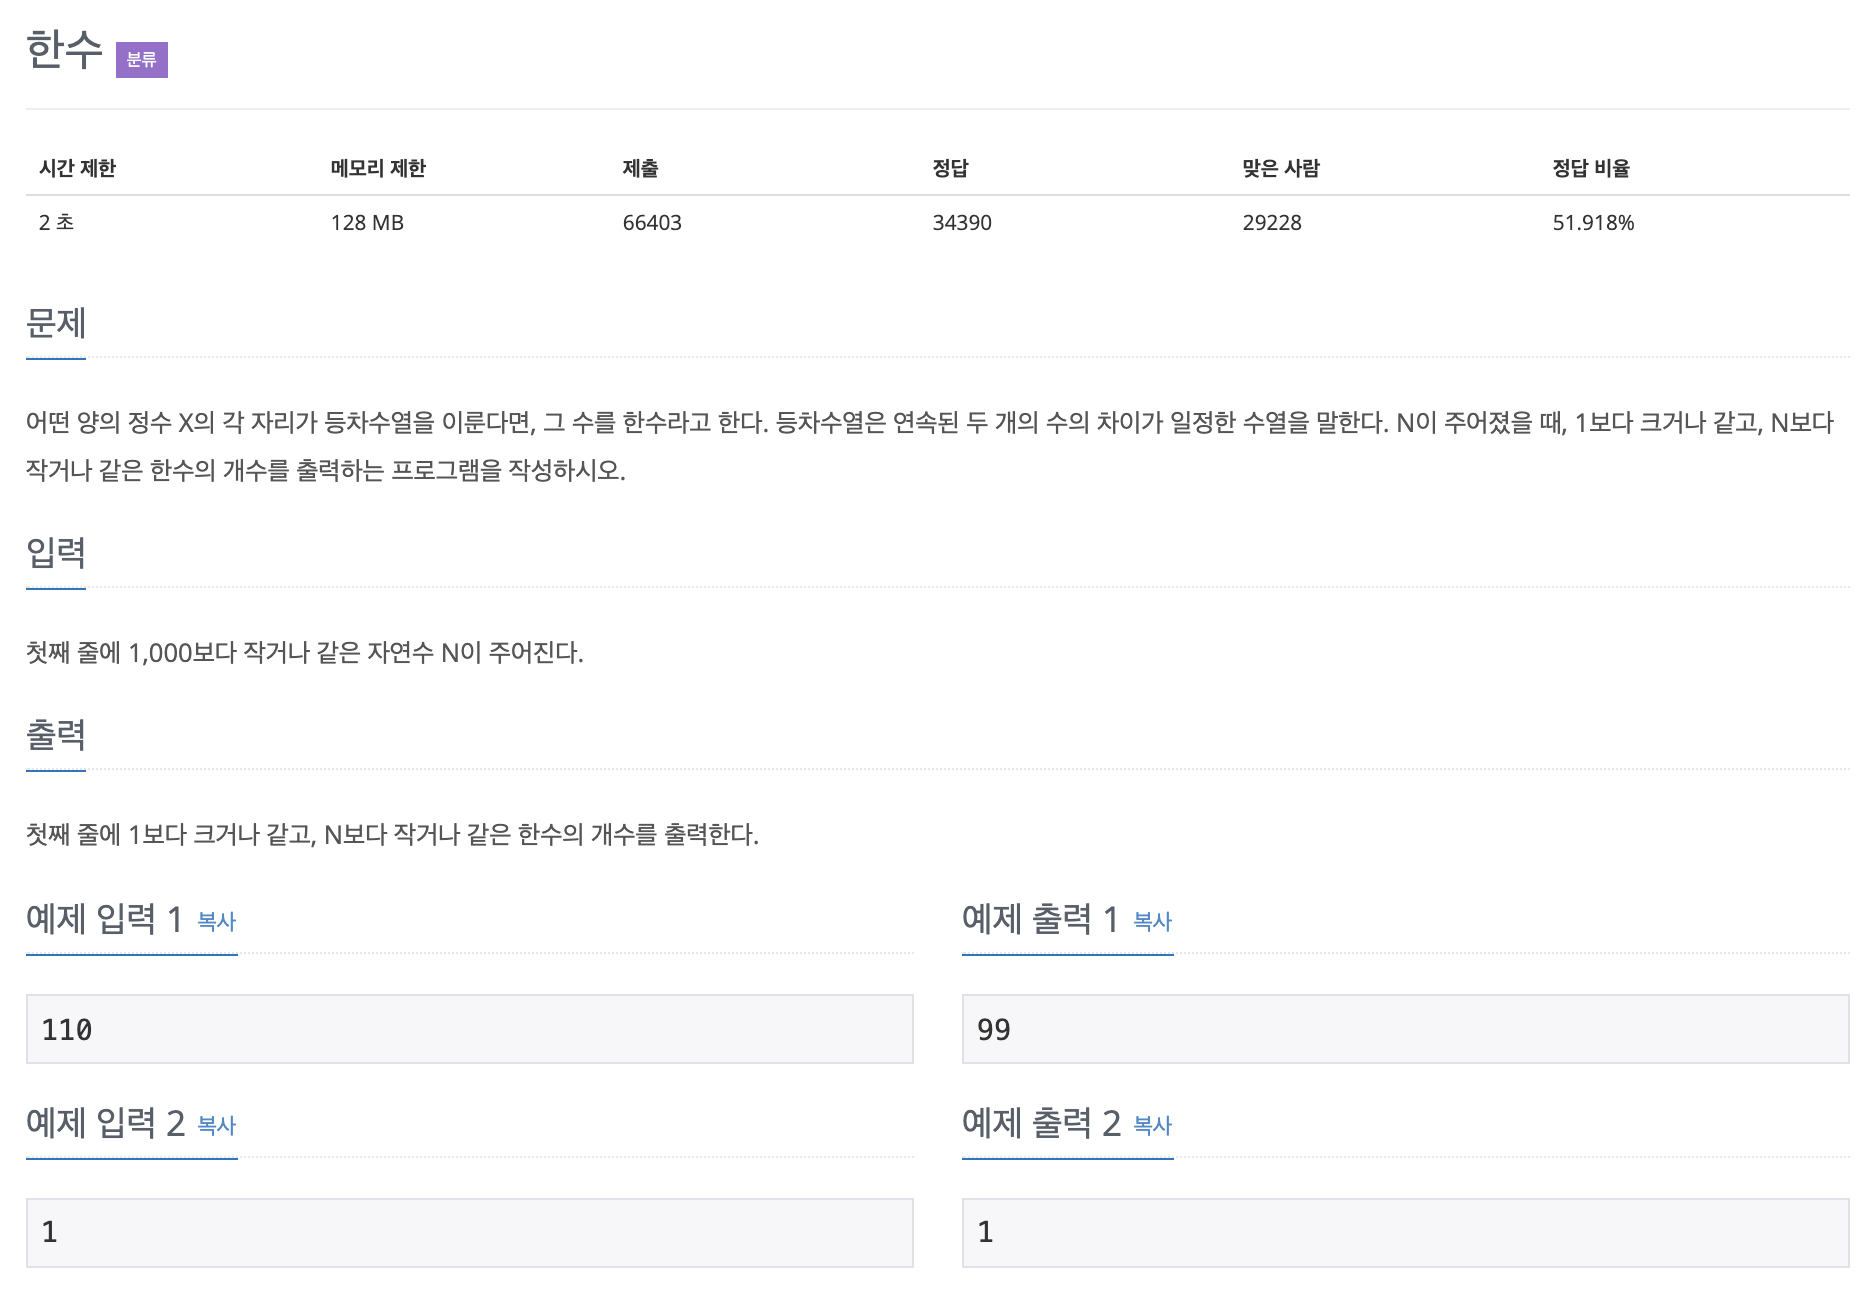 한수 분류
시간 제한 메모리 제한 제출 정답 맞은 사람 정답 비율
2 초 128 MB 66403 34390 29228 51.918%
문제
어떤 양의 정수 X의 각 자리가 등차수열을 이룬다면, 그 수를 한수라고 한다. 등차수열은 연속된 두 개의 수의 차이가 일정한 수열을 말한다. N이 주어졌을 때, 1보다 크거나 같고, N보다
작거나 같은 한수의 개수를 출력하는 프로그램을 작성하시오.
입력
첫째 줄에 1,000보다 작거나 같은 자연수 N이 주어진다.
출력
첫째 줄에 1보다 크거나 같고, N보다 작거나 같은 한수의 개수를 출력한다.
예제 입력 1 복사 예제 출력 1 복사
110 99
예제 입력 2 복사 예제 출력 2 복사
1 1